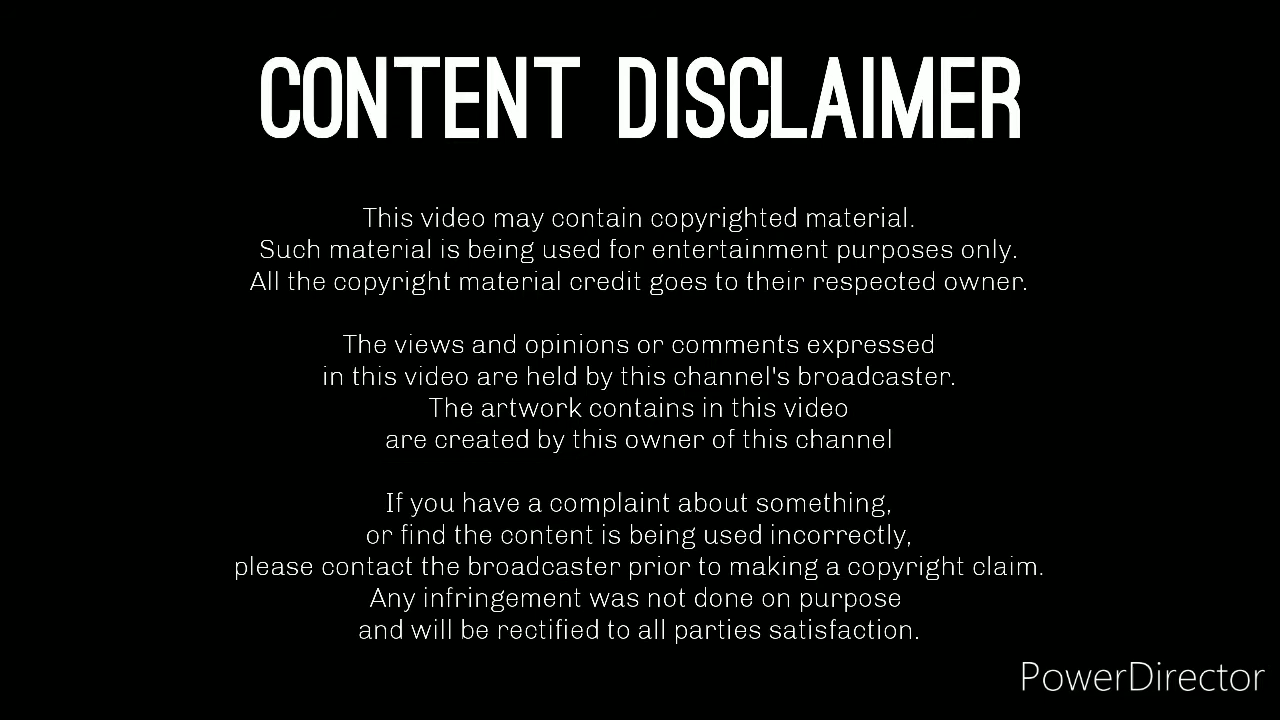 CONTENT DISCLAIMER
This video may contain copyrighted material.
Such material is being used for entertainment purposes only.
All the copyright material credit goes to their respected owner.
The views and opinions or comments expressed
in this video are held by this channel's broadcaster.
The artwork contains in this video
are created by this owner of this channel
If you have a complaint about something,
or find the content is being used incorrectly,
please contact the broadcaster prior to making a copyright claim.
Any infringement was not done on purpose
and will be rectified to all parties satisfaction.
PowerDirector